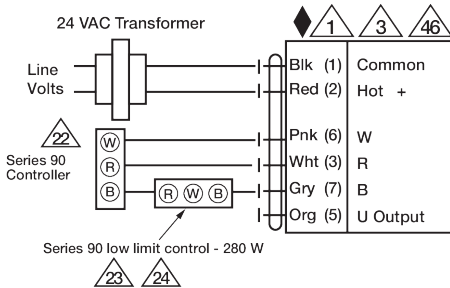 24 VAC Transformer
1 3 46
Line
Volts
Blk (1) Common
Red (2) Hot +
22
Series 90
Controller
W
R
B
R W B
Pnk (6) W
Wht (3) R
Gry (7) B
Org (5) U Output
Series 90 low limit control - 280 W
23 24